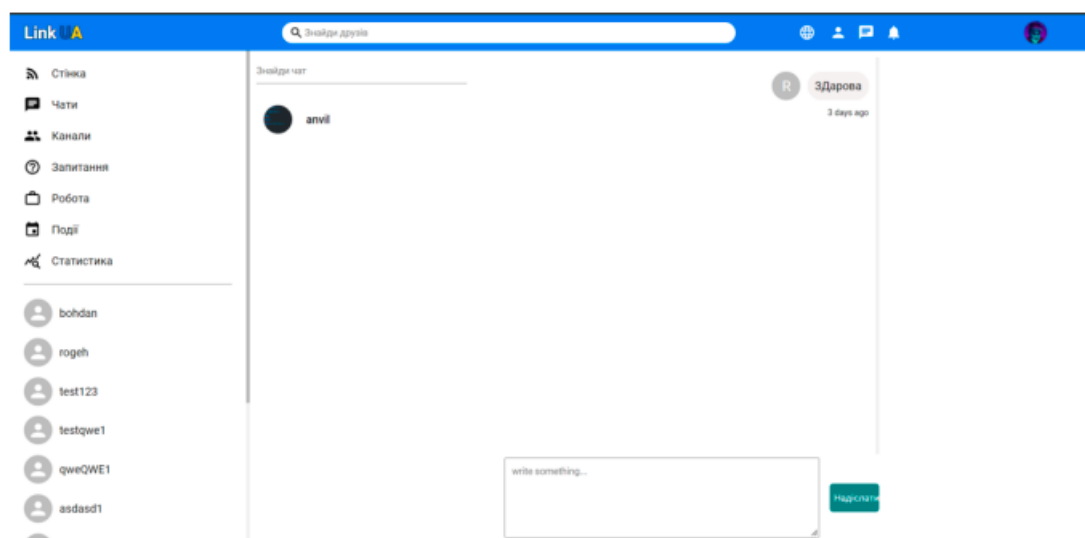 Link UA
Знайди друзів
Стінка
Чати
Канали
Запитання
Робота
Події
Статистика
bohdan
rogeh
test123
testqwe1
qweQWE1
asdasd1
Знайди чат
anvil
R
ЗДарова
3 days ago
write something...
Надіслати